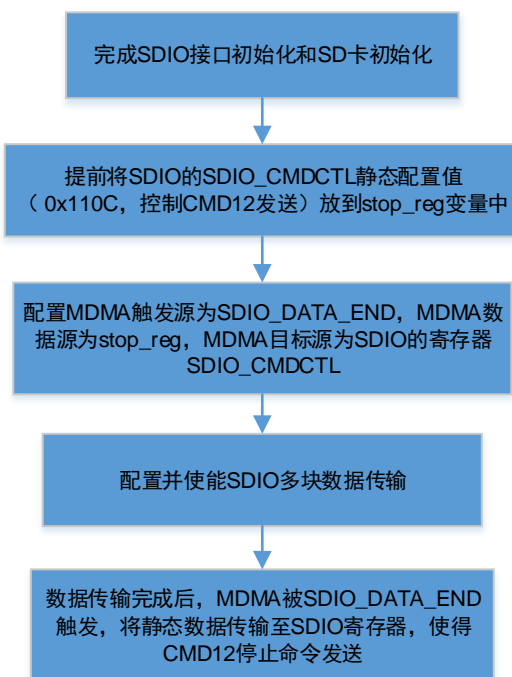 完成SDIO接口初始化和SD卡初始化
提前将SDIO的SDIO_CMDCTL静态配置值
（ 0x110C，控制CMD12发送）放到stop_reg变量中
配置MDMA触发源为SDIO_DATA_END，MDMA数
据源为stop_reg，MDMA目标源为SDIO的寄存器
SDIO_CMDCTL
配置并使能SDIO多块数据传输
数据传输完成后，MDMA被SDIO_DATA_END
触发，将静态数据传输至SDIO寄存器，使得
CMD12停止命令发送